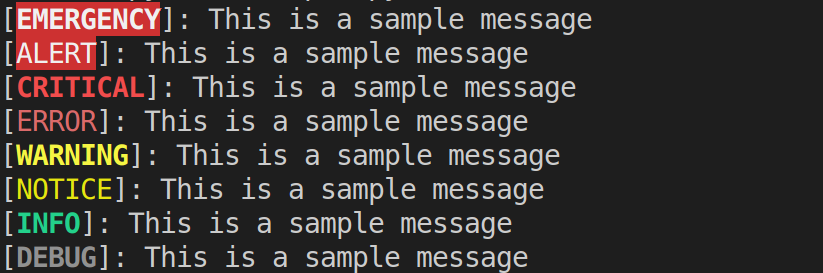 [EMERGENCY]: This is a sample message
[ALERT]: This is a sample message
[CRITICAL]: This is a sample message
[ERROR]: This is a sample message
[WARNING]: This is a sample message
[NOTICE]: This is a sample message
[INFO]: This is a sample message
[DEBUG]: This is a sample message